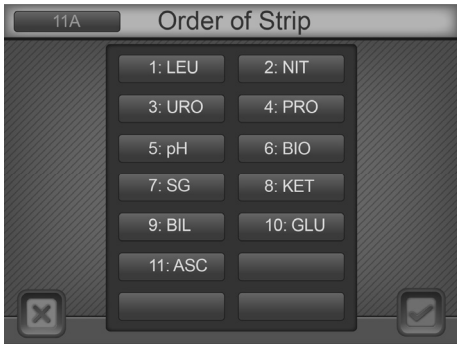 11A
Order of Strip
1: LEU 2: NIT
3: URO 4: PRO
5: pH 6: BIO
7: SG 8: KET
9: BIL 10: GLU
11: ASC